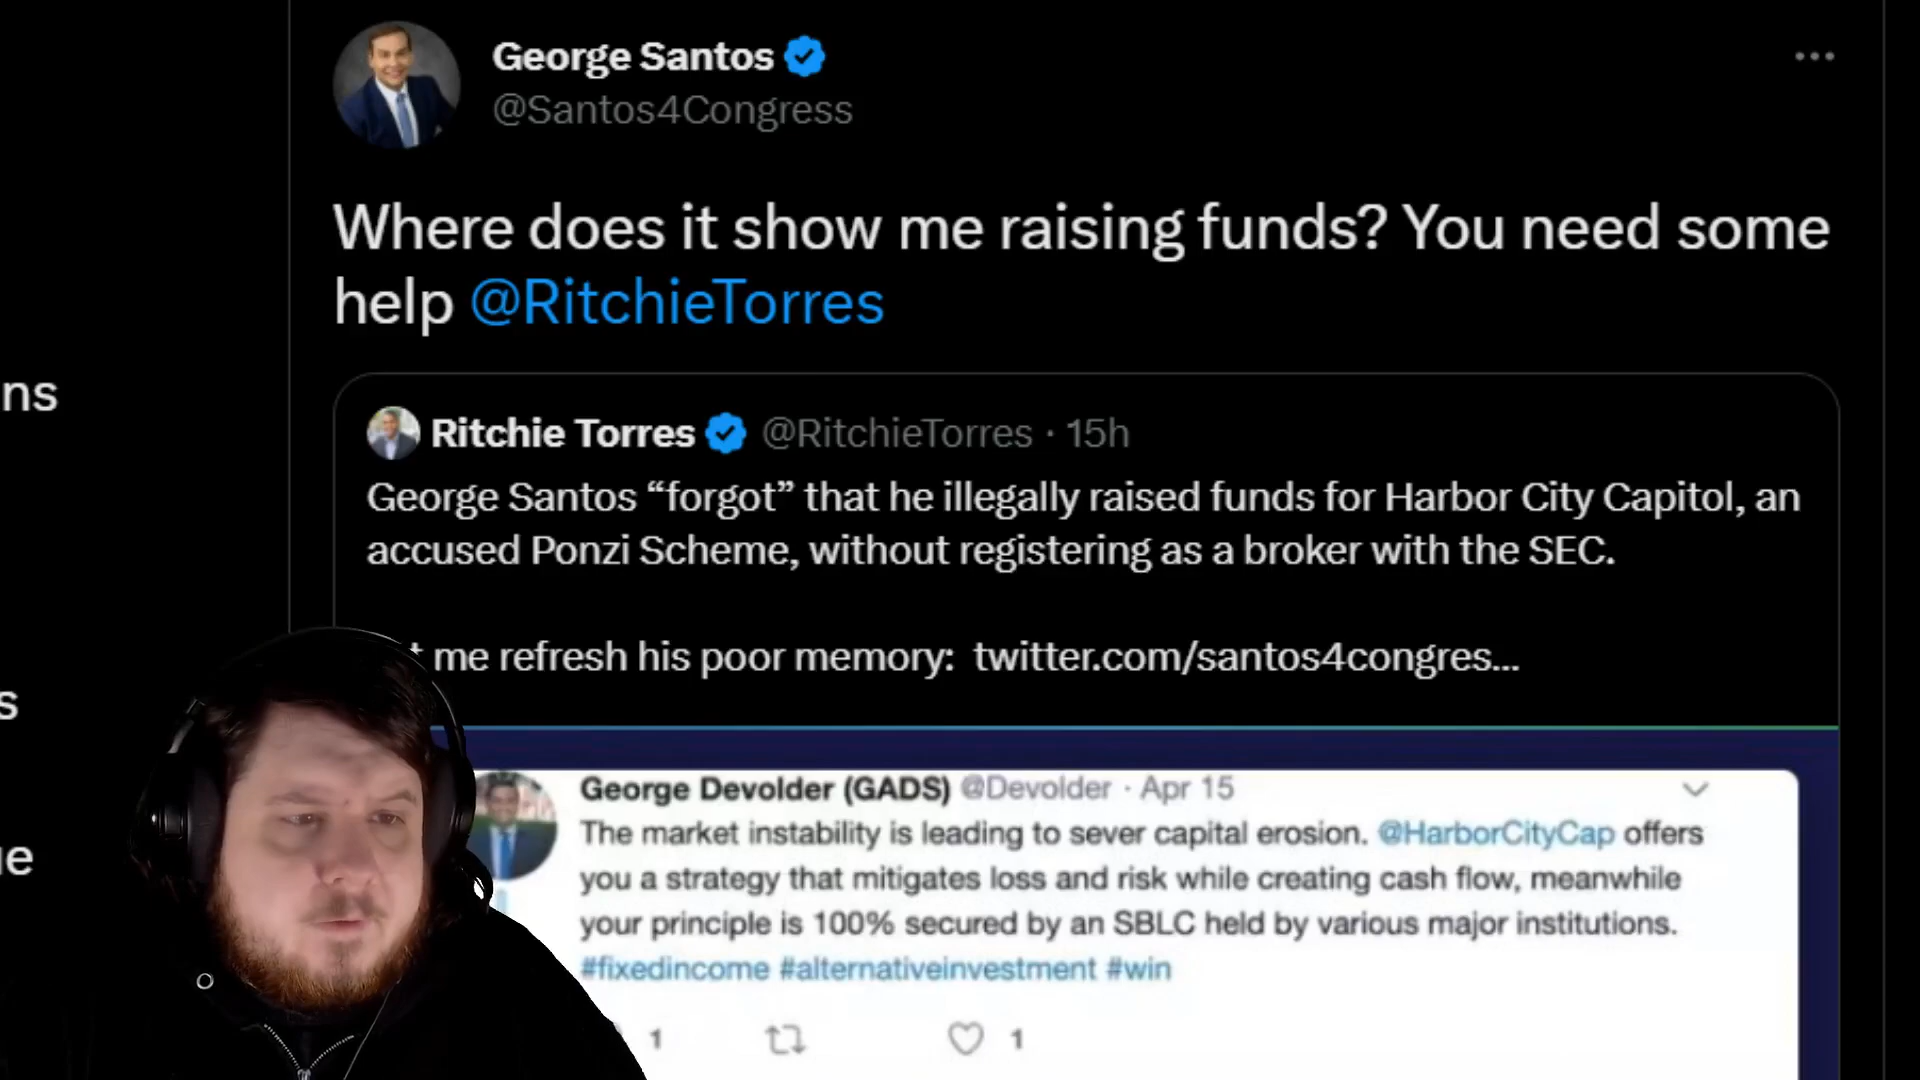 George Santos
@Santos4Congress
Where does it show me raising funds? You need some
help @RitchieTorres
Ritchie Torres @RitchieTorres · 15h
George Santos “forgot” that he illegally raised funds for Harbor City Capitol, an
accused Ponzi Scheme, without registering as a broker with the SEC.
me refresh his poor memory: twitter.com/santos4congres...
George Devolder (GADS) @Devolder · Apr 15
The market instability is leading to sever capital erosion. @HarborCityCap offers
you a strategy that mitigates loss and risk while creating cash flow, meanwhile
your principle is 100% secured by an SBLC held by various major institutions.
#fixedincome #alternativeinvestment #win
1 1